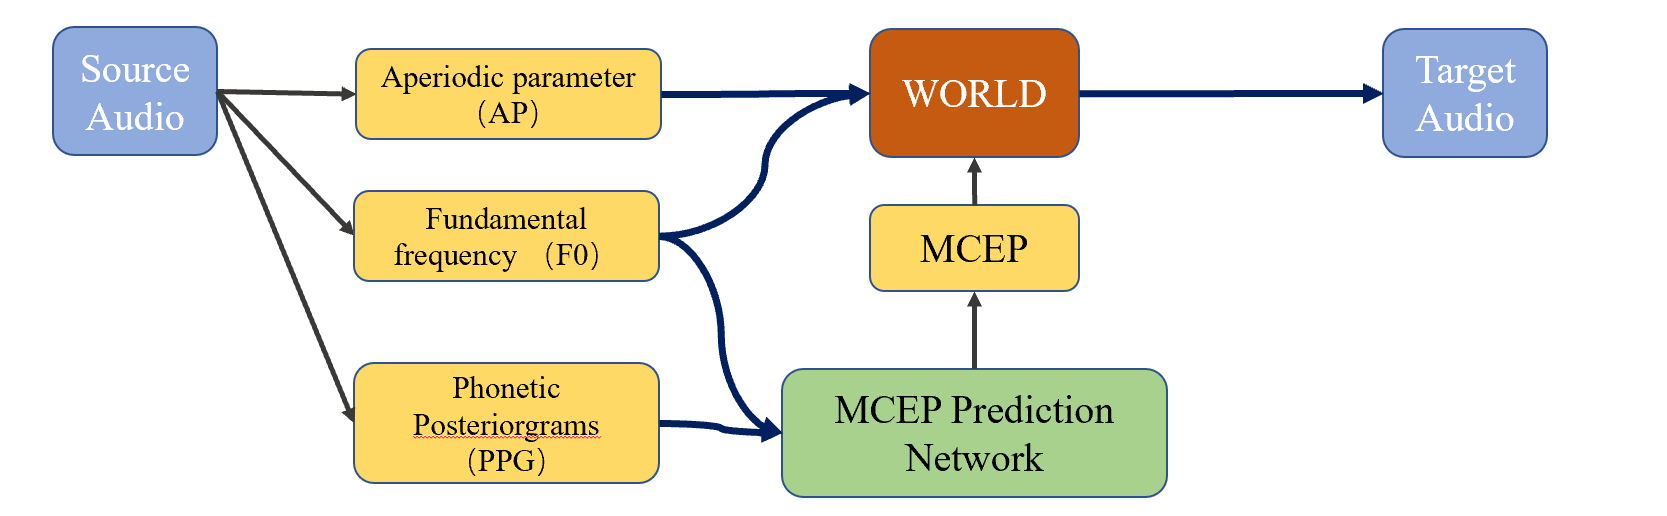 Source
Audio
Aperiodic parameter
（AP）
Fundamental
frequency （F0）
Phonetic
Posteriorgrams
（PPG）
WORLD
MCEP
MCEP Prediction
Network
Target
Audio